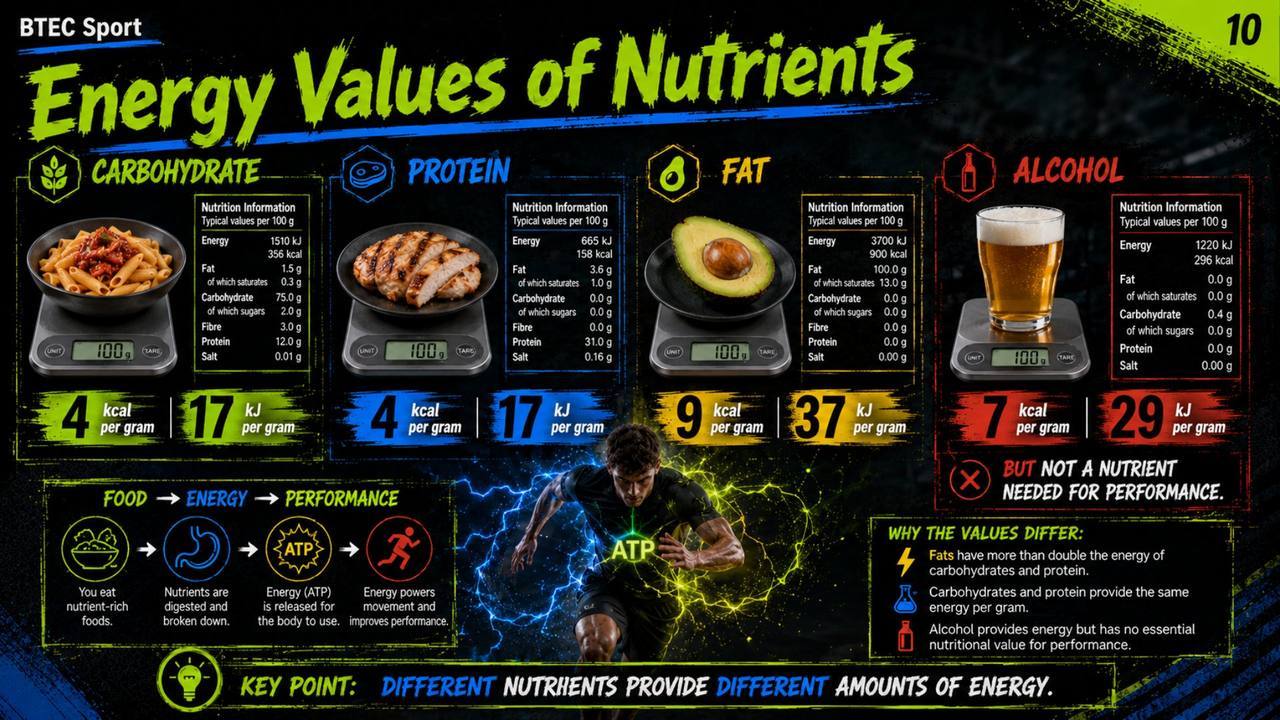 BTEC Sport
10
Energy Values of Nutrients
CARBOHYDRATE
Nutrition Information
Typical values per 100 g
Energy 1510 kJ
356 kcal
Fat 1.5 g
of which saturates 0.3 g
Carbohydrate 75.0 g
of which sugars 2.0 g
Fibre 3.0 g
Protein 12.0 g
Salt 0.01 g
UNIT 100g TARE
4 kcal per gram
17 kJ per gram
PROTEIN
Nutrition Information
Typical values per 100 g
Energy 665 kJ
158 kcal
Fat 3.6 g
of which saturates 1.0 g
Carbohydrate 0.0 g
of which sugars 0.0 g
Fibre 0.0 g
Protein 31.0 g
Salt 0.16 g
UNIT 100g TARE
4 kcal per gram
17 kJ per gram
FAT
Nutrition Information
Typical values per 100 g
Energy 3700 kJ
900 kcal
Fat 100.0 g
of which saturates 13.0 g
Carbohydrate 0.0 g
of which sugars 0.0 g
Fibre 0.0 g
Protein 0.0 g
Salt 0.00 g
UNIT 100g TARE
9 kcal per gram
37 kJ per gram
ALCOHOL
Nutrition Information
Typical values per 100 g
Energy 1220 kJ
296 kcal
Fat 0.0 g
of which saturates 0.0 g
Carbohydrate 0.4 g
of which sugars 0.0 g
Protein 0.0 g
Salt 0.00 g
UNIT 100g TARE
7 kcal per gram
29 kJ per gram
BUT NOT A NUTRIENT
NEEDED FOR PERFORMANCE.
FOOD → ENERGY → PERFORMANCE
You eat
nutrient-rich
foods.
Nutrients are
digested and
broken down.
ATP
Energy (ATP)
is released for
the body to use.
Energy powers
movement and
improves performance.
ATP
WHY THE VALUES DIFFER:
Fats have more than double the energy of
carbohydrates and protein.
Carbohydrates and protein provide the same
energy per gram.
Alcohol provides energy but has no essential
nutritional value for performance.
KEY POINT: DIFFERENT NUTRHENTS PROVIDE DIFFERENT AMOUNTS OF ENERGY.